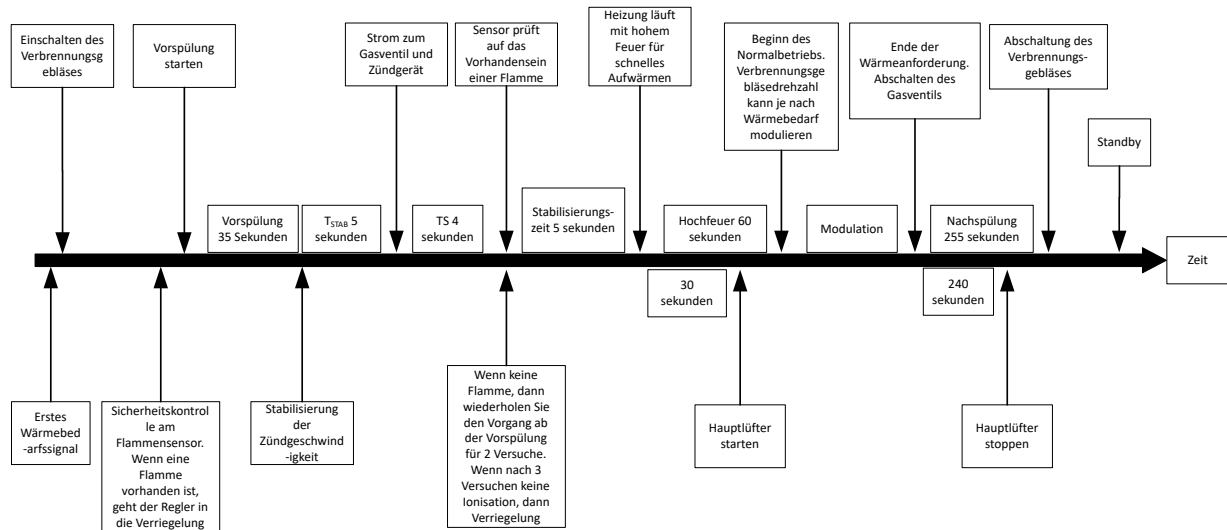 Einschalten des
Verbrennungsg
ebläses
Vorspülung
starten
Strom zum
Gasventil und
Zündgerät
Sensor prüft
auf das
Vorhandensein
einer Flamme
Heizung läuft
mit hohem
Feuer für
schnelles
Aufwärmen
Beginn des
Normalbetriebs.
Verbrennungsge
bläsedrehzahl
kann je nach
Wärmebedarf
modulieren
Ende der
Wärmeanforderung.
Abschalten des
Gasventils
Abschaltung des
Verbrennungs-
gebläses
Standby
Vorspülung
35 Sekunden
TSTAB 5
sekunden
TS 4
sekunden
Stabilisierungs-
zeit 5 sekunden
Hochfeuer 60
sekunden
Modulation
Nachspülung
255 sekunden
Zeit
30
sekunden
240
sekunden
Erstes
Wärmebed
-arfssignal
Sicherheitskontrol
le am
Flammensensor.
Wenn eine
Flamme
vorhanden ist,
geht der Regler in
die Verriegelung
Stabilisierung
der
Zündgeschwind
-igkeit
Wenn keine
Flamme, dann
wiederholen Sie
den Vorgang ab
der Vorspülung
für 2 Versuche.
Wenn nach 3
Versuchen keine
Ionisation, dann
Verriegelung
Hauptlüfter
starten
Hauptlüfter
stoppen